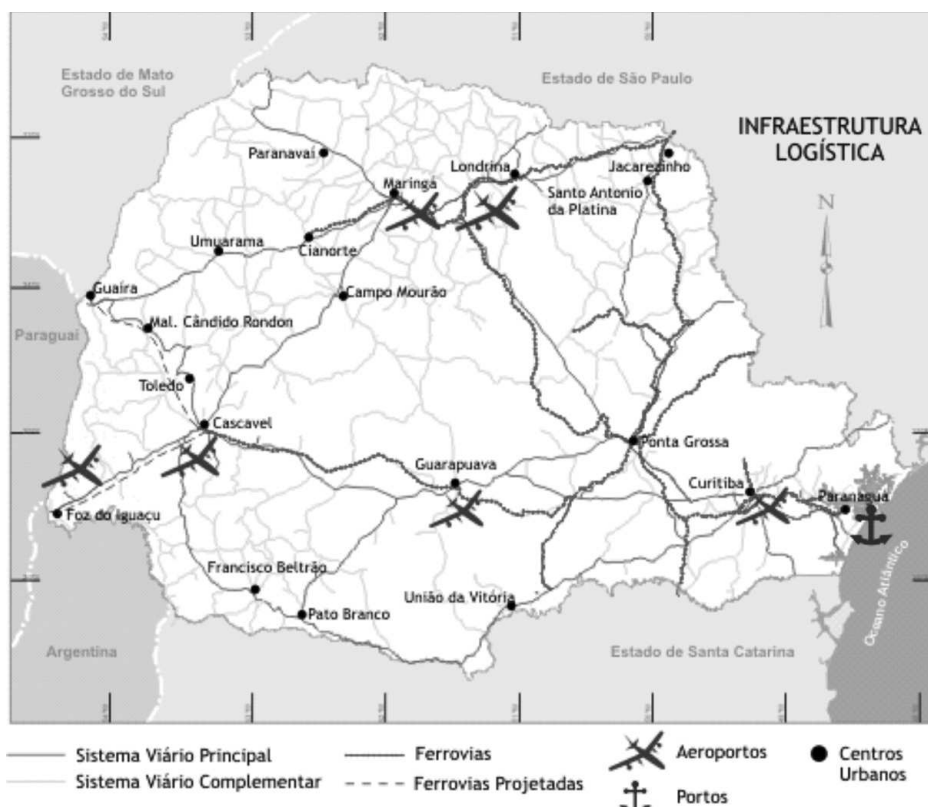 Estado de Mato
Grosso do Sul
Estado de São Paulo
INFRAESTRUTURA
LOGÍSTICA
N
Paranavaí
Londrina
Jacarezinho
Maringa
Santo Antonio
da Platina
Umuarama
Cianorte
Guaíra
Campo Mourão
Mal. Cândido Rondon
Paraguai
Toledo
Cascavel
Ponta Grossa
Guarapuava
Curitiba
Paranaguá
Foz do Iguaçu
Francisco Beltrão
União da Vitória
Pato Branco
Oceano Atlântico
Argentina
Estado de Santa Catarina
Sistema Viário Principal
Ferrovias
Aeroportos
Centros
Urbanos
Sistema Viário Complementar
Ferrovias Projetadas
Portos